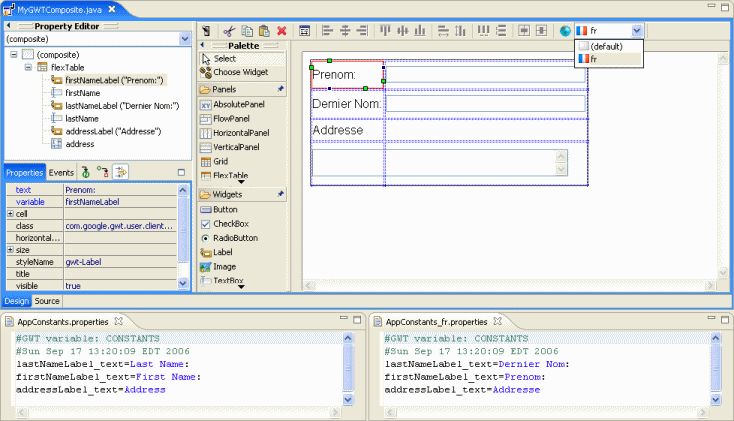 MyGWTComposite.java
Property Editor
(composite)
(composite)
flexTable
firstNameLabel ("Prenom:")
firstName
lastNameLabel ("Dernier Nom:")
lastName
addressLabel ("Addresse")
address
Properties
Events
text Prenom:
variable firstNameLabel
cell
class com.google.gwt.user.client...
horizontal...
size
styleName gwt-Label
title
visible true
Design
Source
Palette
Select
Choose Widget
Panels
AbsolutePanel
FlowPanel
HorizontalPanel
VerticalPanel
Grid
FlexTable
Widgets
Button
CheckBox
RadioButton
Label
Image
TextBox
fr
(default)
fr
Prenom:
Dernier Nom:
Addresse
AppConstants.properties
#GWT variable: CONSTANTS
#Sun Sep 17 13:20:09 EDT 2006
lastNameLabel_text=Last Name:
firstNameLabel_text=First Name:
addressLabel_text=Address
AppConstants_fr.properties
#GWT variable: CONSTANTS
#Sun Sep 17 13:20:09 EDT 2006
lastNameLabel_text=Dernier Nom:
firstNameLabel_text=Prenom:
addressLabel_text=Addresse